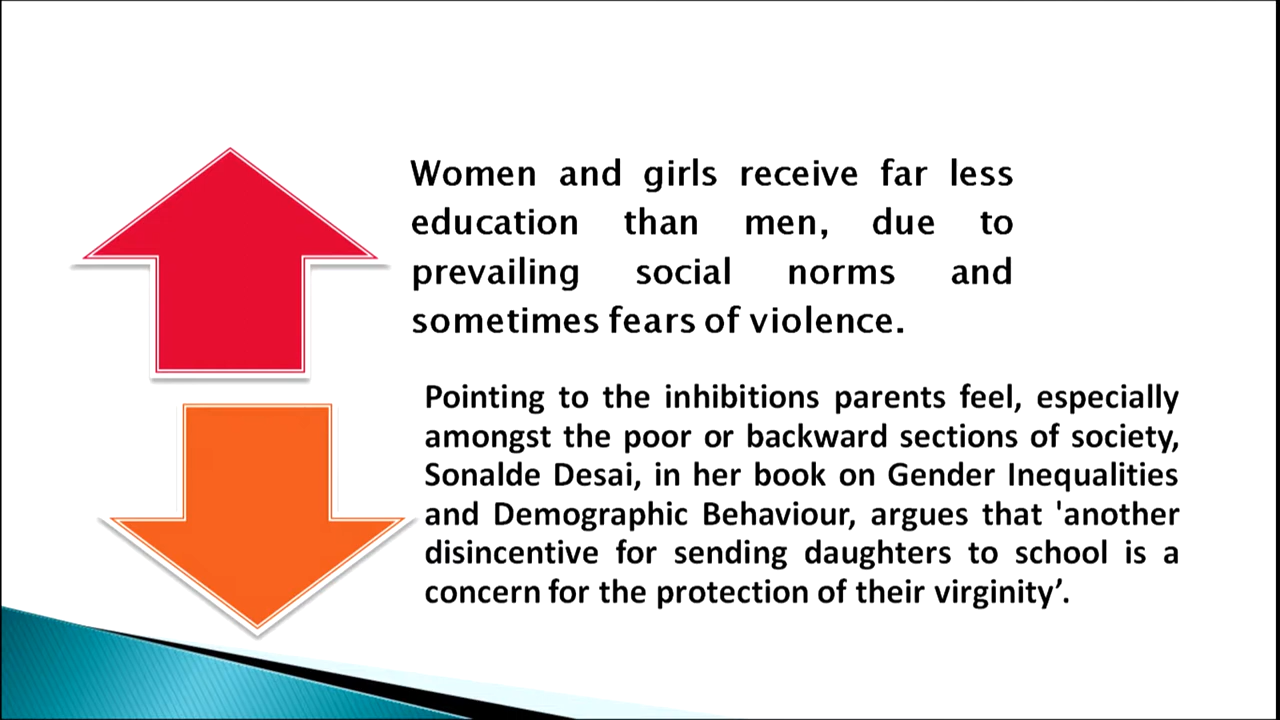 Women and girls receive far less
education than men, due to
prevailing social norms and
sometimes fears of violence.
Pointing to the inhibitions parents feel, especially
amongst the poor or backward sections of society,
Sonalde Desai, in her book on Gender Inequalities
and Demographic Behaviour, argues that 'another
disincentive for sending daughters to school is a
concern for the protection of their virginity’.